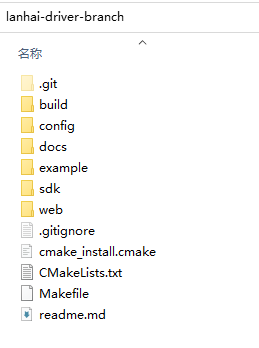 lanhai-driver-branch
名称
.git
build
config
docs
example
sdk
web
.gitignore
cmake_install.cmake
CMakeLists.txt
Makefile
readme.md